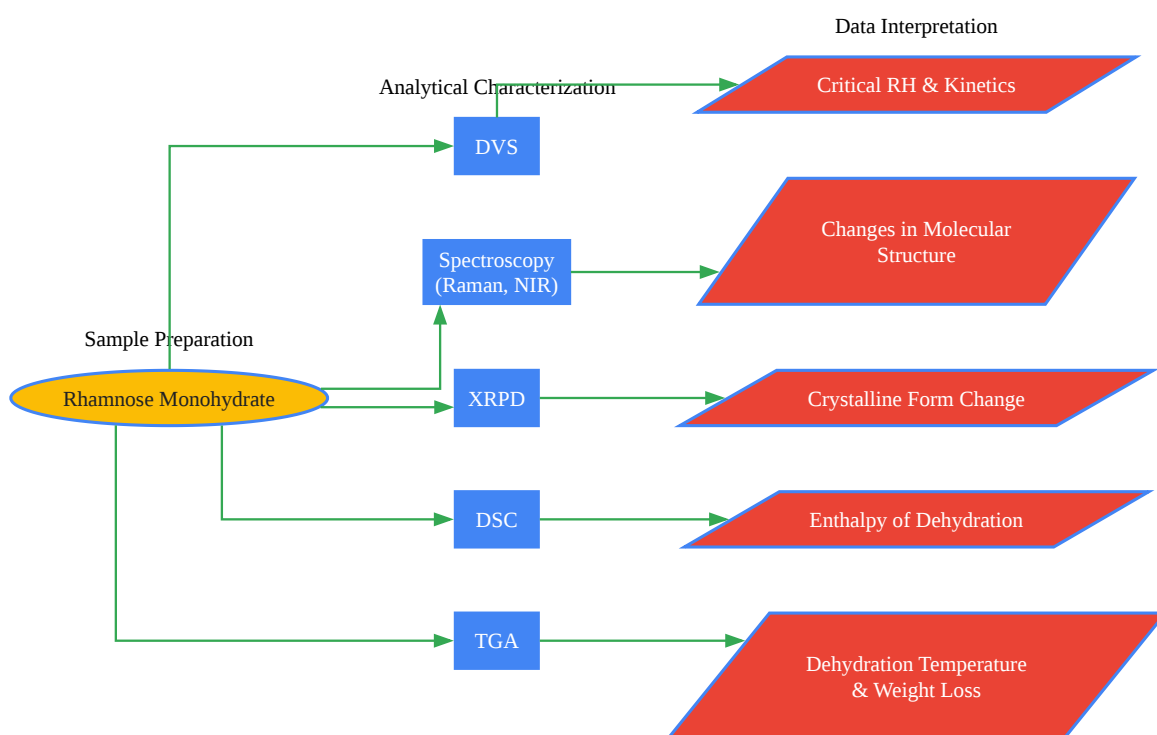 Data Interpretation
Critical RH & Kinetics
Analytical Characterization
DVS
Changes in Molecular
Structure
Spectroscopy
(Raman, NIR)
Sample Preparation
Rhamnose Monohydrate
XRPD
Crystalline Form Change
DSC
Enthalpy of Dehydration
TGA
Dehydration Temperature
& Weight Loss